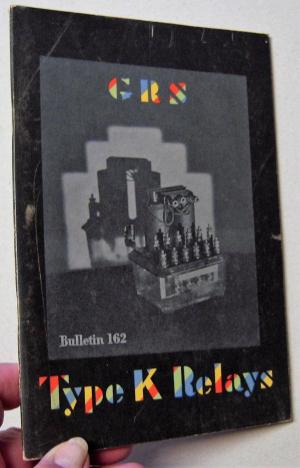 GRS
Bulletin 162
Type K Relays